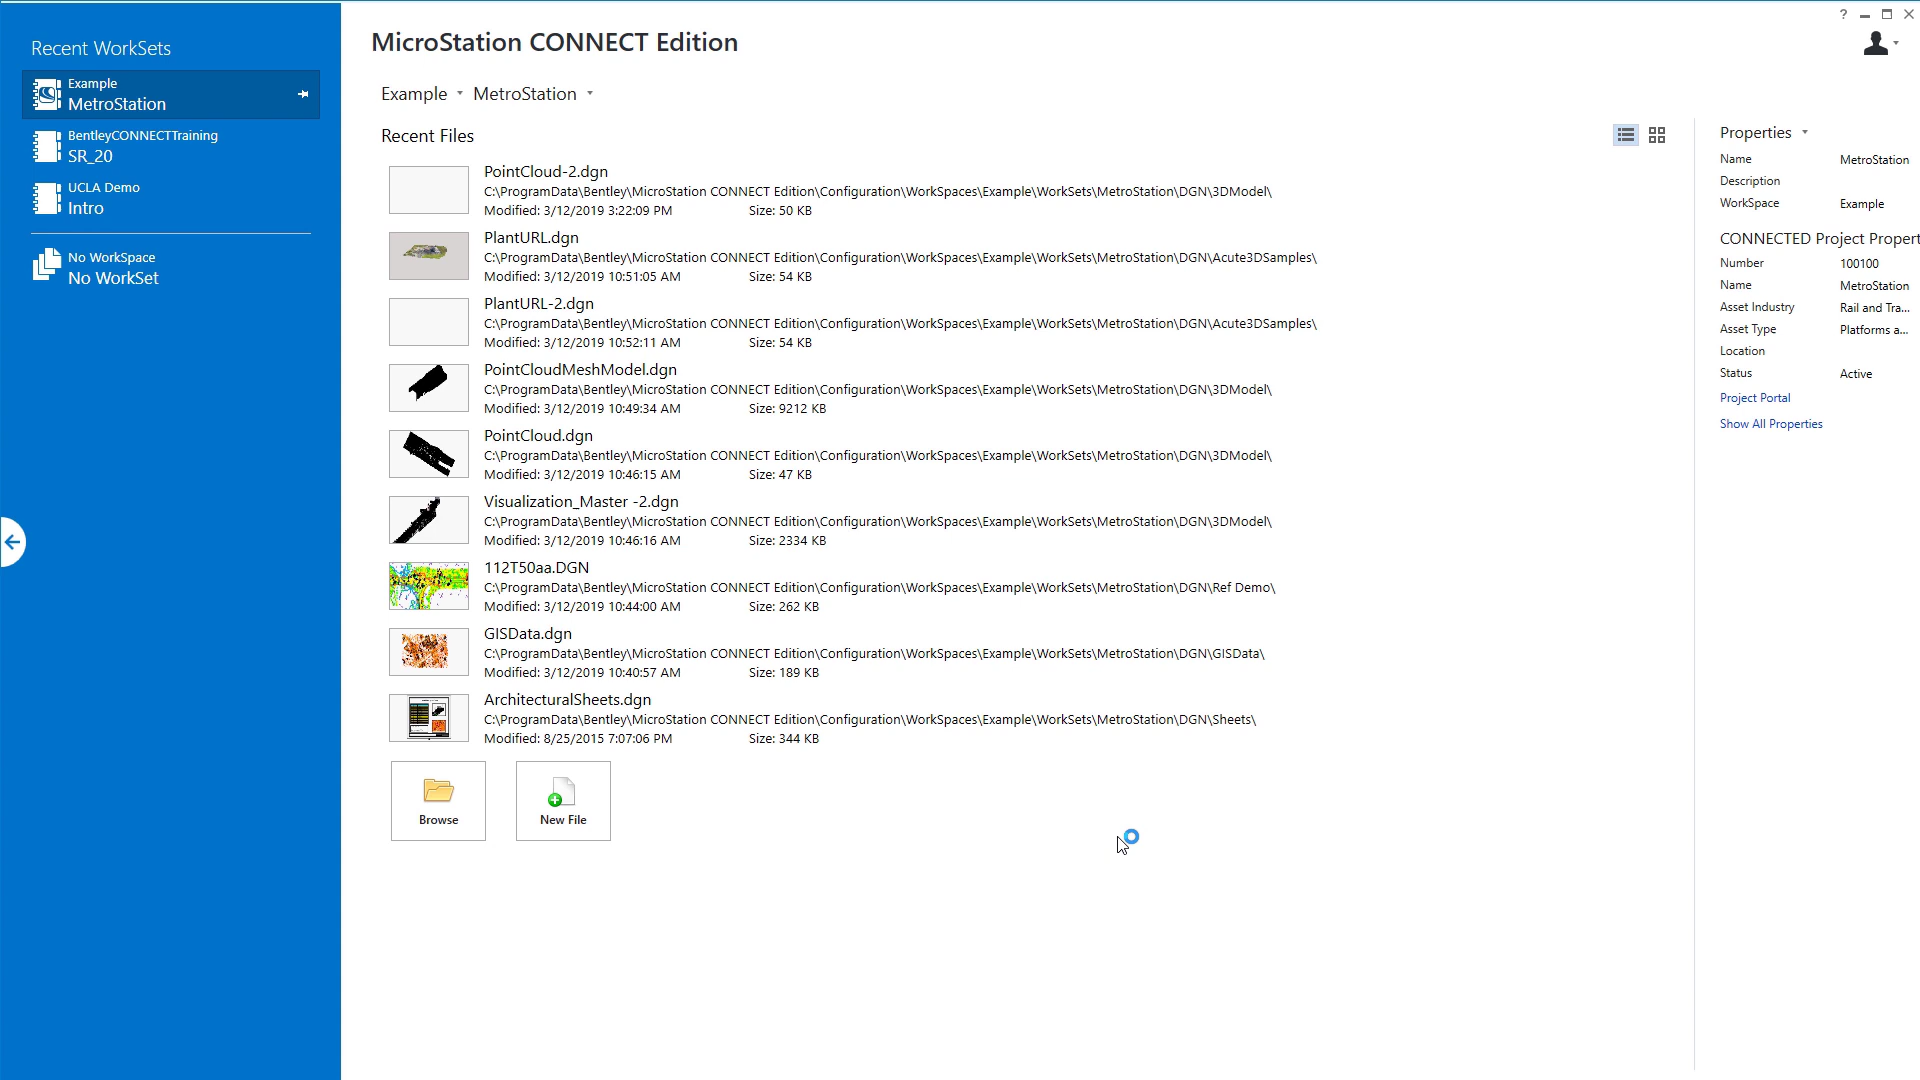 ?
Recent WorkSets
Example
MetroStation
BentleyCONNECTTraining
SR_20
UCLA Demo
Intro
No WorkSpace
No WorkSet
MicroStation CONNECT Edition
Example MetroStation
Recent Files
PointCloud-2.dgn
C:\ProgramData\Bentley\MicroStation CONNECT Edition\Configuration\WorkSpaces\Example\WorkSets\MetroStation\DGN\3DModel\
Modified: 3/12/2019 3:22:09 PM Size: 50 KB
PlantURL.dgn
C:\ProgramData\Bentley\MicroStation CONNECT Edition\Configuration\WorkSpaces\Example\WorkSets\MetroStation\DGN\Acute3DSamples\
Modified: 3/12/2019 10:51:05 AM Size: 54 KB
PlantURL-2.dgn
C:\ProgramData\Bentley\MicroStation CONNECT Edition\Configuration\WorkSpaces\Example\WorkSets\MetroStation\DGN\Acute3DSamples\
Modified: 3/12/2019 10:52:11 AM Size: 54 KB
PointCloudMeshModel.dgn
C:\ProgramData\Bentley\MicroStation CONNECT Edition\Configuration\WorkSpaces\Example\WorkSets\MetroStation\DGN\3DModel\
Modified: 3/12/2019 10:49:34 AM Size: 9212 KB
PointCloud.dgn
C:\ProgramData\Bentley\MicroStation CONNECT Edition\Configuration\WorkSpaces\Example\WorkSets\MetroStation\DGN\3DModel\
Modified: 3/12/2019 10:46:15 AM Size: 47 KB
Visualization_Master -2.dgn
C:\ProgramData\Bentley\MicroStation CONNECT Edition\Configuration\WorkSpaces\Example\WorkSets\MetroStation\DGN\3DModel\
Modified: 3/12/2019 10:46:16 AM Size: 2334 KB
112T50aa.DGN
C:\ProgramData\Bentley\MicroStation CONNECT Edition\Configuration\WorkSpaces\Example\WorkSets\MetroStation\DGN\Ref Demo\
Modified: 3/12/2019 10:44:00 AM Size: 262 KB
GISData.dgn
C:\ProgramData\Bentley\MicroStation CONNECT Edition\Configuration\WorkSpaces\Example\WorkSets\MetroStation\DGN\GISData\
Modified: 3/12/2019 10:40:57 AM Size: 189 KB
ArchitecturalSheets.dgn
C:\ProgramData\Bentley\MicroStation CONNECT Edition\Configuration\WorkSpaces\Example\WorkSets\MetroStation\DGN\Sheets\
Modified: 8/25/2015 7:07:06 PM Size: 344 KB
Browse
New File
Properties
Name MetroStation
Description
WorkSpace Example
CONNECTED Project Propert
Number 100100
Name MetroStation
Asset Industry Rail and Tra...
Asset Type Platforms a...
Location
Status Active
Project Portal
Show All Properties